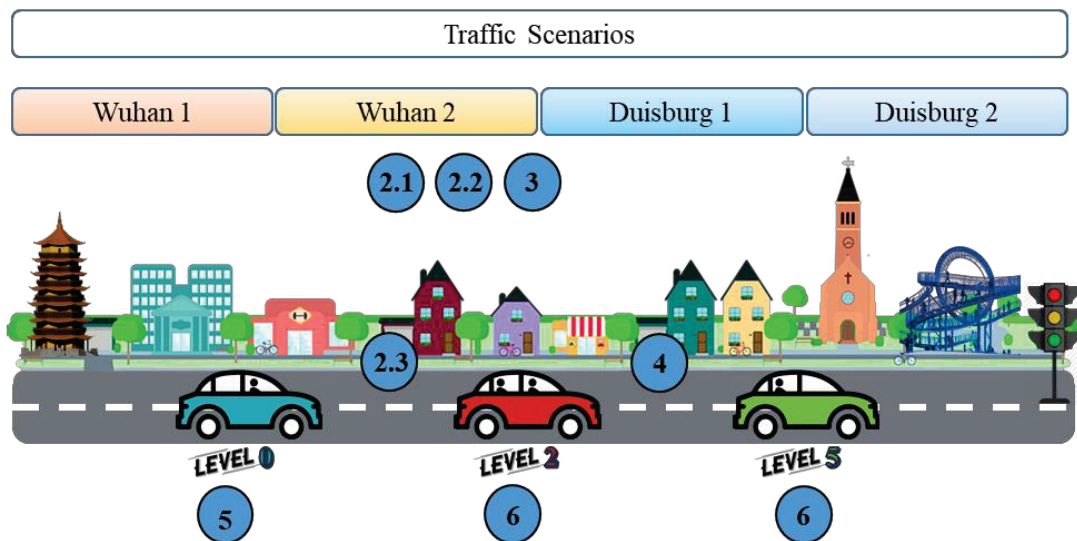 Traffic Scenarios
Wuhan 1 Wuhan 2 Duisburg 1 Duisburg 2
2.1 2.2 3
2.3 4
LEVEL 0 LEVEL 2 LEVEL 5
5 6 6